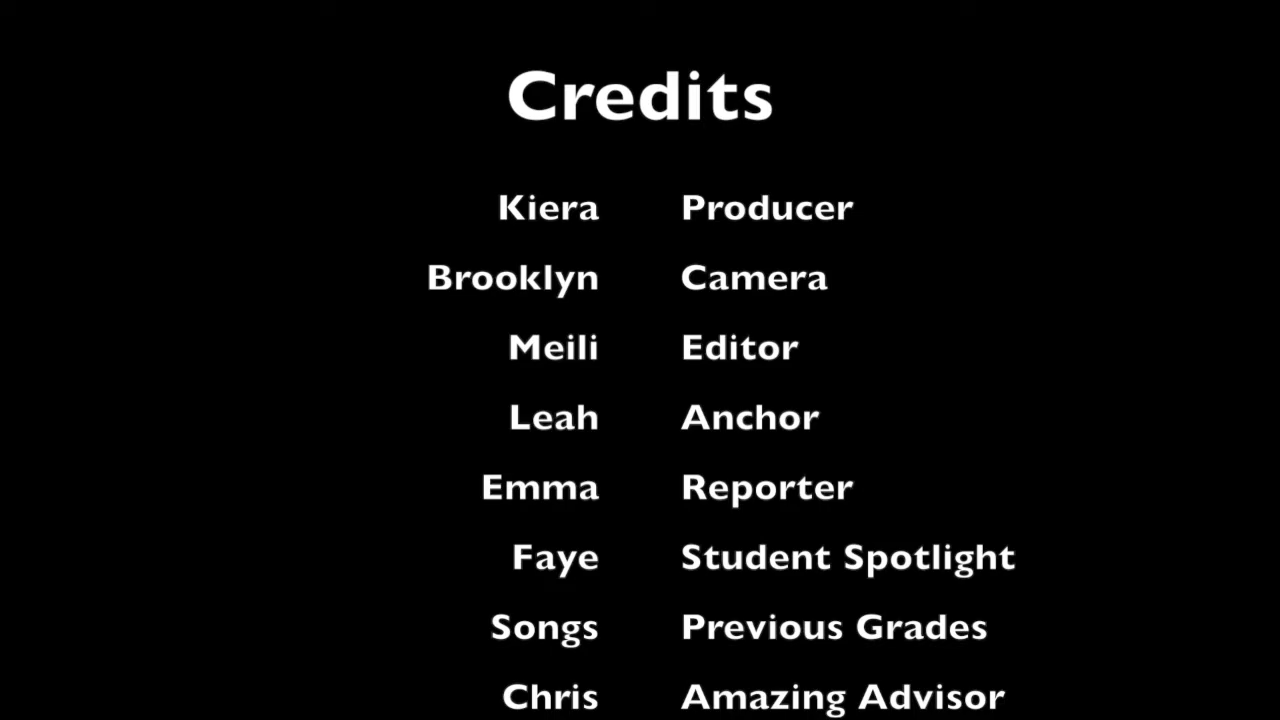 Credits
Kiera Producer
Brooklyn Camera
Meili Editor
Leah Anchor
Emma Reporter
Faye Student Spotlight
Songs Previous Grades
Chris Amazing Advisor